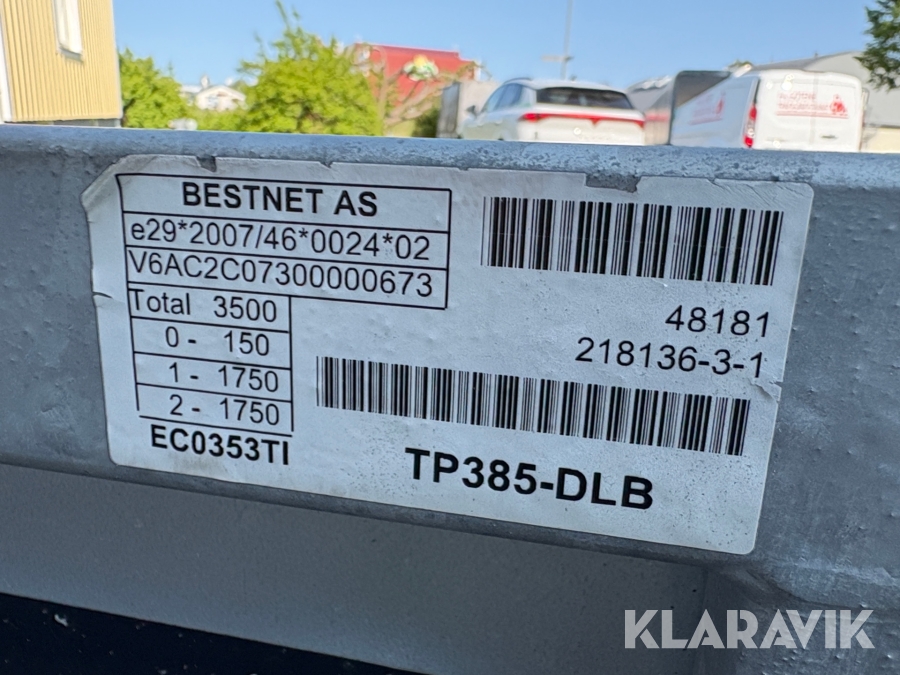 BESTNET AS
e29*2007/46*0024*02
V6AC2C07300000673
Total 3500
0 - 150
1 - 1750
2 - 1750
EC0353TI
48181
218136-3-1
TP385-DLB
KLARAVIK